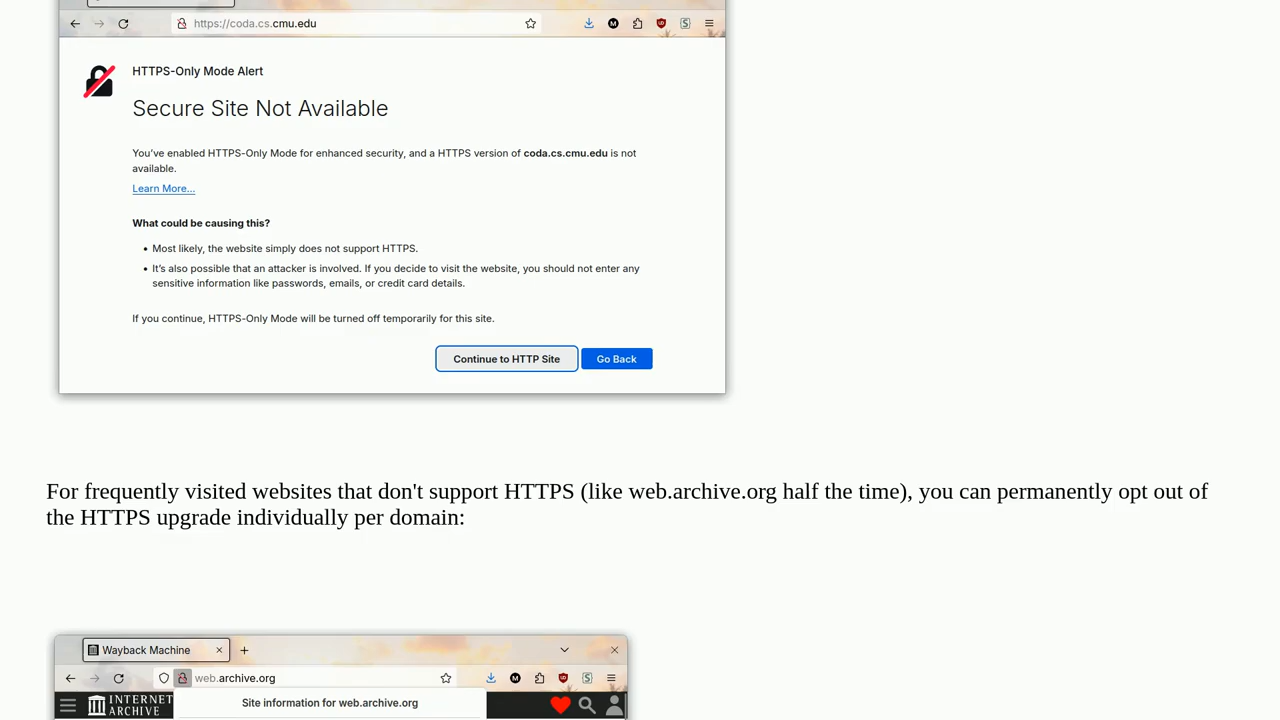 https://coda.cs.cmu.edu
HTTPS-Only Mode Alert
Secure Site Not Available
You've enabled HTTPS-Only Mode for enhanced security, and a HTTPS version of coda.cs.cmu.edu is not
available.
Learn More…
What could be causing this?
• Most likely, the website simply does not support HTTPS.
• It's also possible that an attacker is involved. If you decide to visit the website, you should not enter any
sensitive information like passwords, emails, or credit card details.
If you continue, HTTPS-Only Mode will be turned off temporarily for this site.
Continue to HTTP Site Go Back
For frequently visited websites that don't support HTTPS (like web.archive.org half the time), you can permanently opt out of
the HTTPS upgrade individually per domain:
Wayback Machine
web.archive.org
INTERNET
ARCHIVE
Site information for web.archive.org